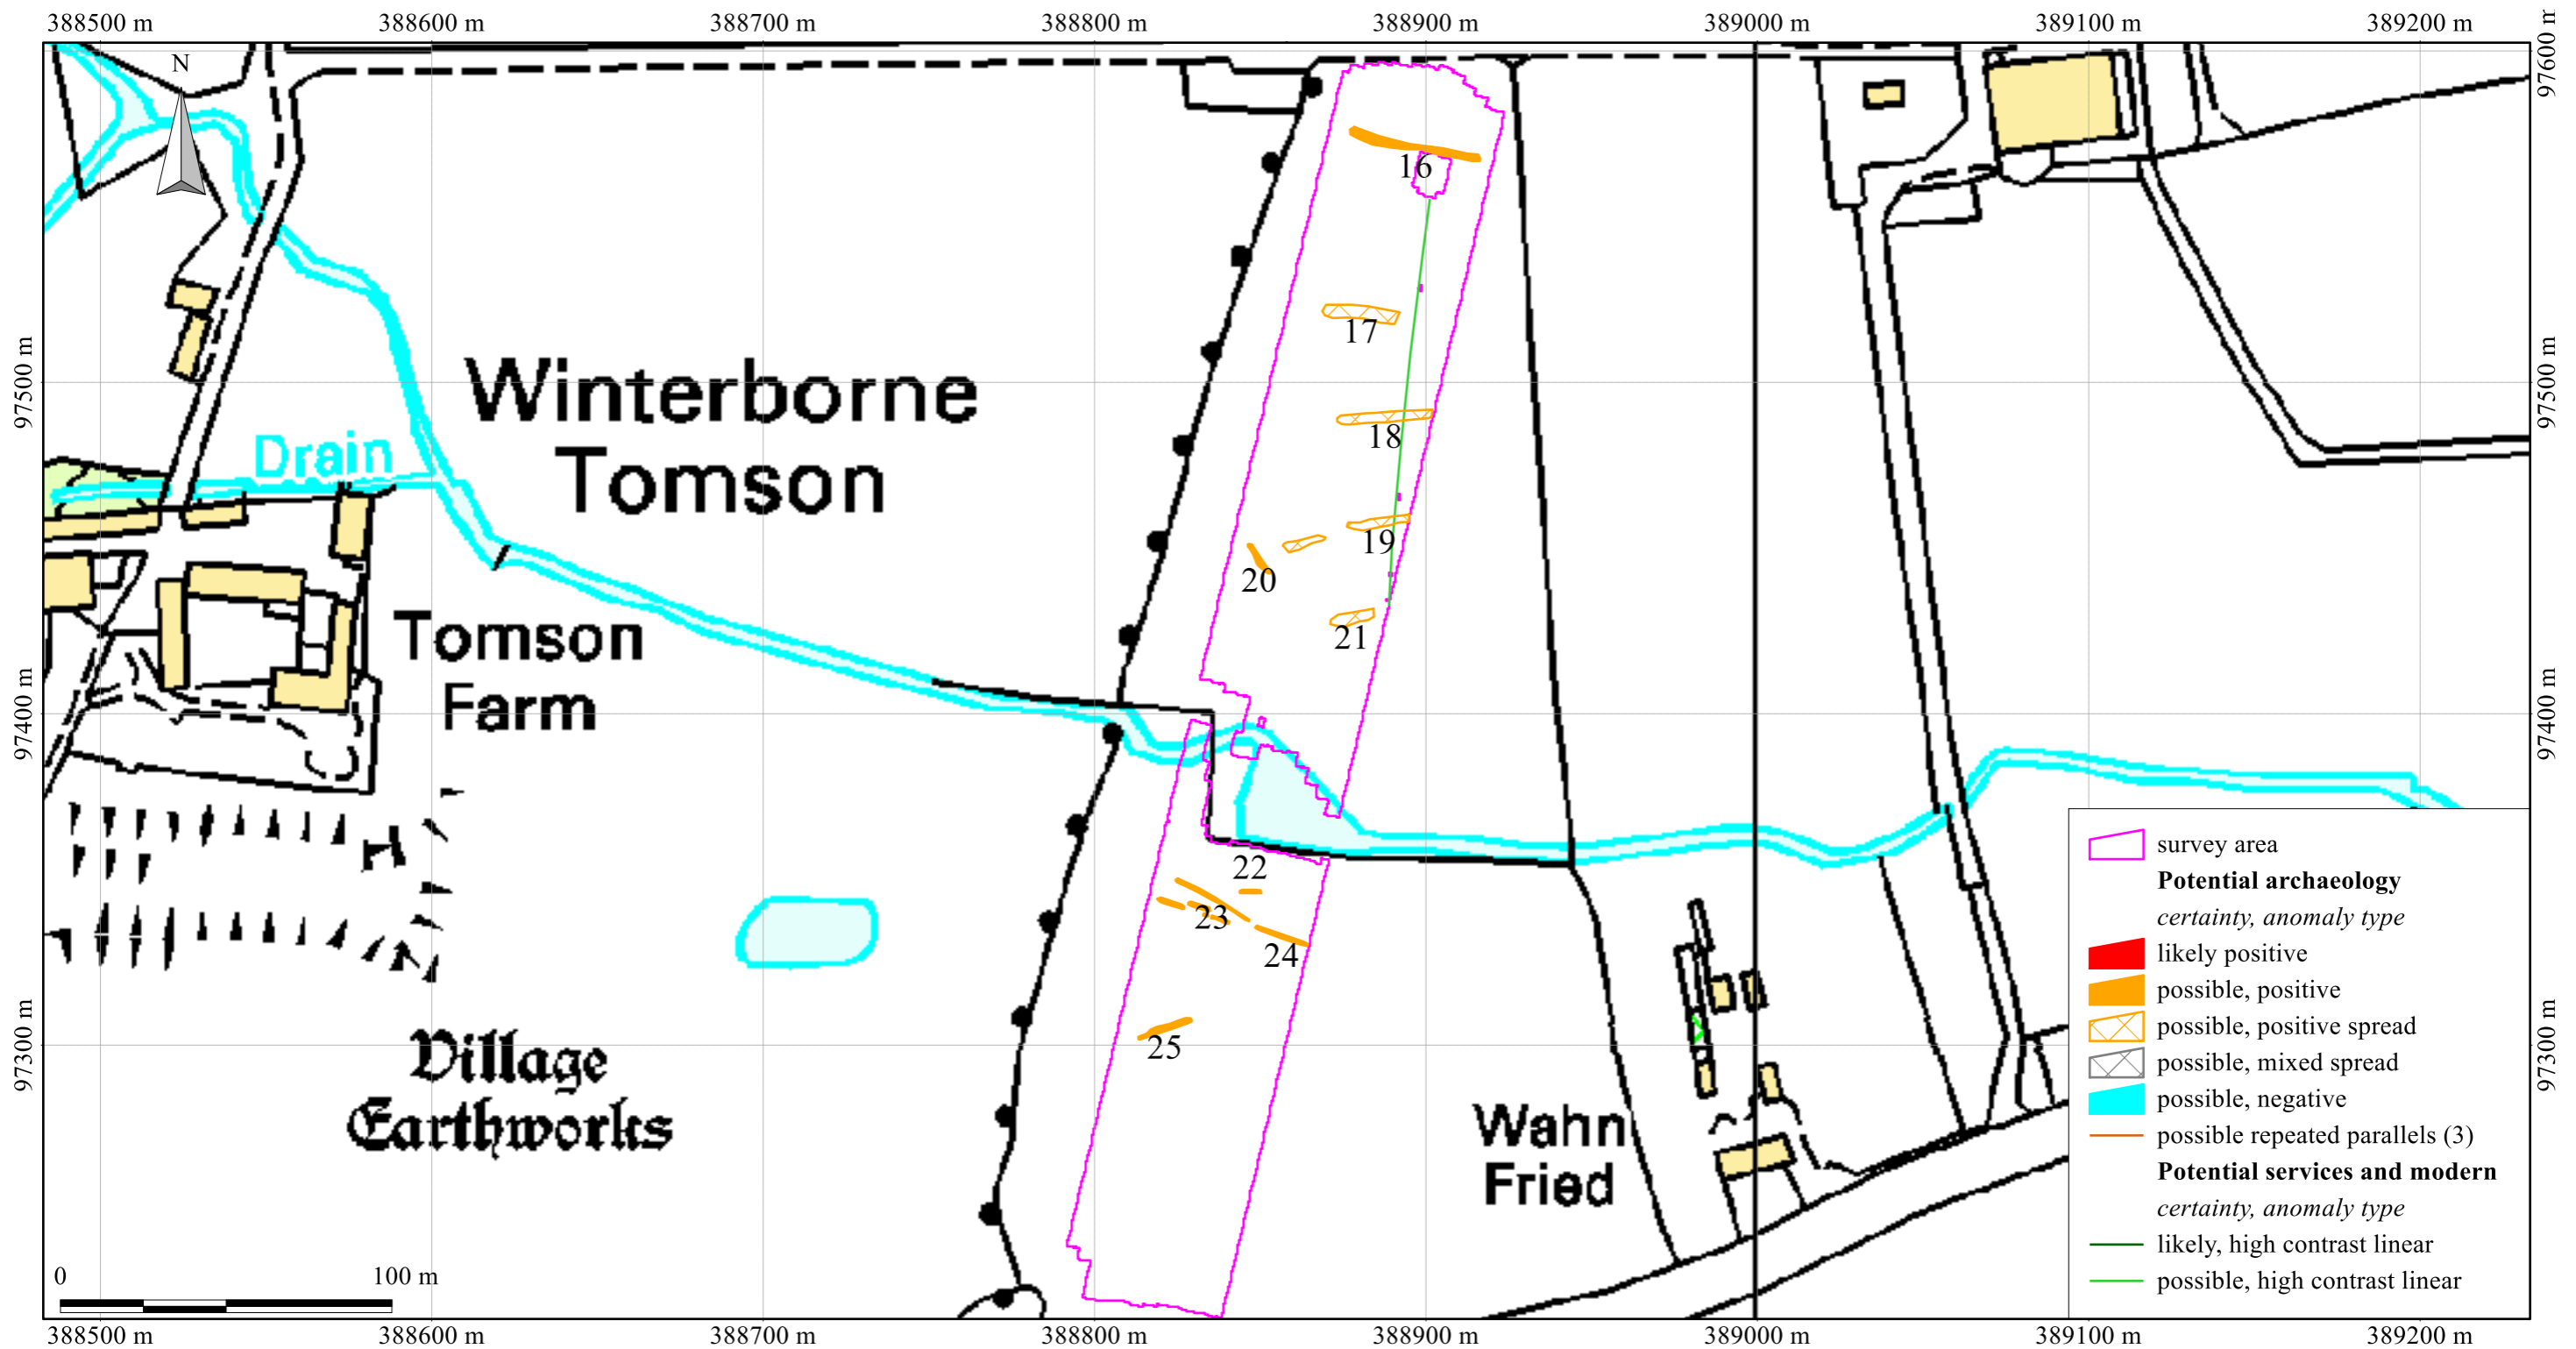 388500 m 388600 m 388700 m 388800 m 388900 m 389000 m 389100 m 389200 m
97600 m
N
16
17
97500 m
97500 m
Winterborne
Tomson
18
Drain
19
20
21
Tomson
Farm
97400 m
97400 m
22
23
24
25
97300 m
97300 m
Village
Earthworks
Wahn
Fried
survey area
Potential archaeology
certainty, anomaly type
likely positive
possible, positive
possible, positive spread
possible, mixed spread
possible, negative
possible repeated parallels (3)
Potential services and modern
certainty, anomaly type
likely, high contrast linear
possible, high contrast linear
0 100 m
388500 m 388600 m 388700 m 388800 m 388900 m 389000 m 389100 m 389200 m